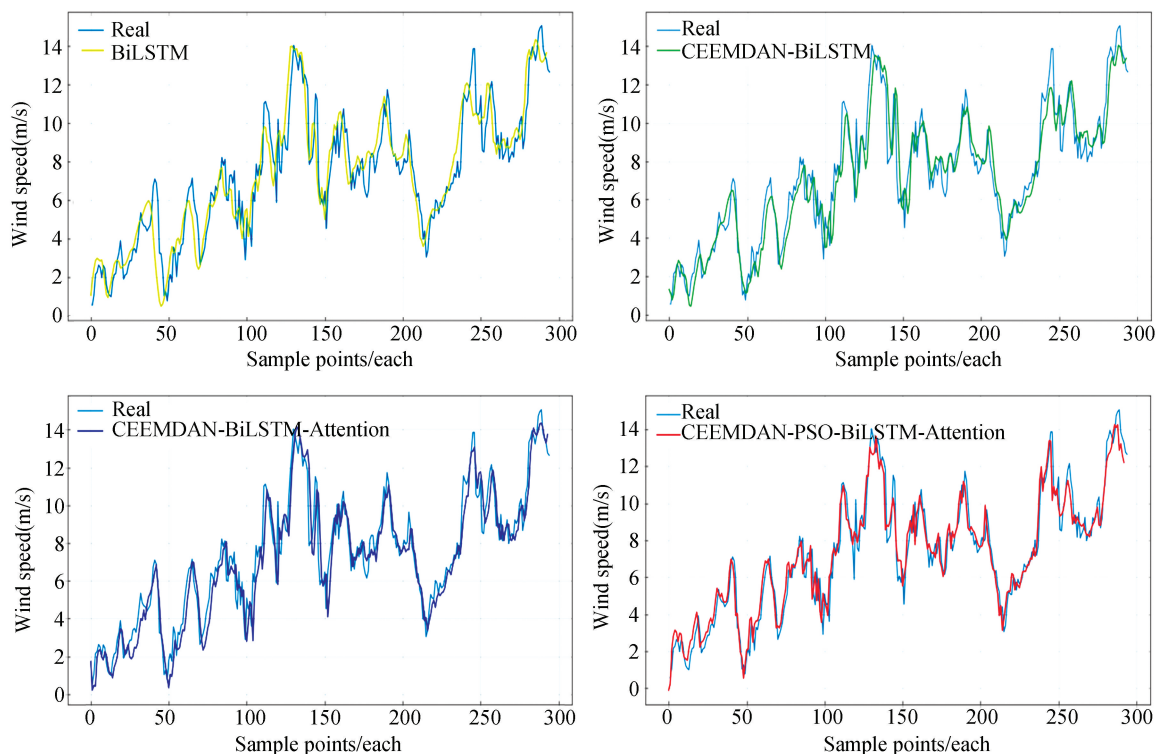 Real
BiLSTM
14
12
10
8
6
4
2
0
Wind speed(m/s)
0 50 100 150 200 250 300
Sample points/each
Real
CEEMDAN-BiLSTM
14
12
10
8
6
4
2
0
Wind speed(m/s)
0 50 100 150 200 250 300
Sample points/each
Real
CEEMDAN-BiLSTM-Attention
14
12
10
8
6
4
2
0
Wind speed(m/s)
0 50 100 150 200 250 300
Sample points/each
Real
CEEMDAN-PSO-BiLSTM-Attention
14
12
10
8
6
4
2
0
Wind speed(m/s)
0 50 100 150 200 250 300
Sample points/each